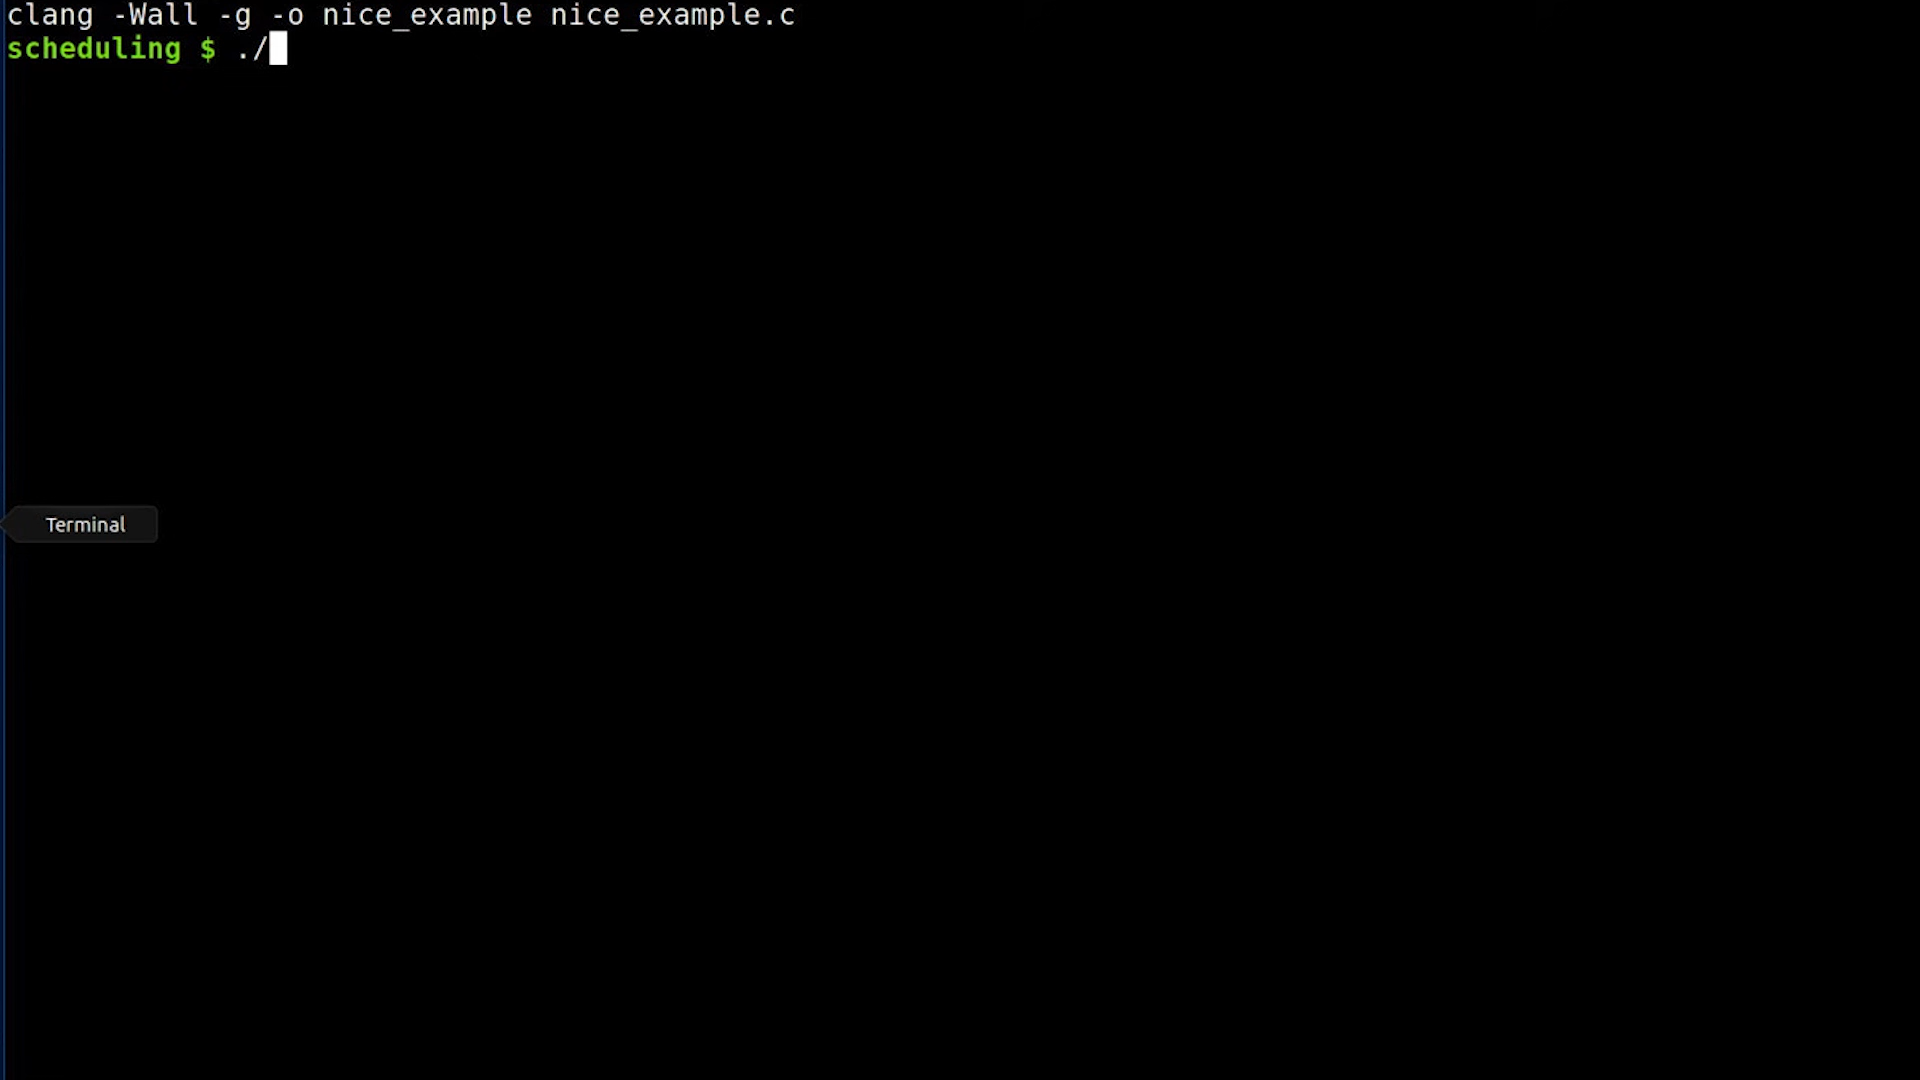 clang -Wall -g -o nice_example nice_example.c
scheduling $ ./
Terminal